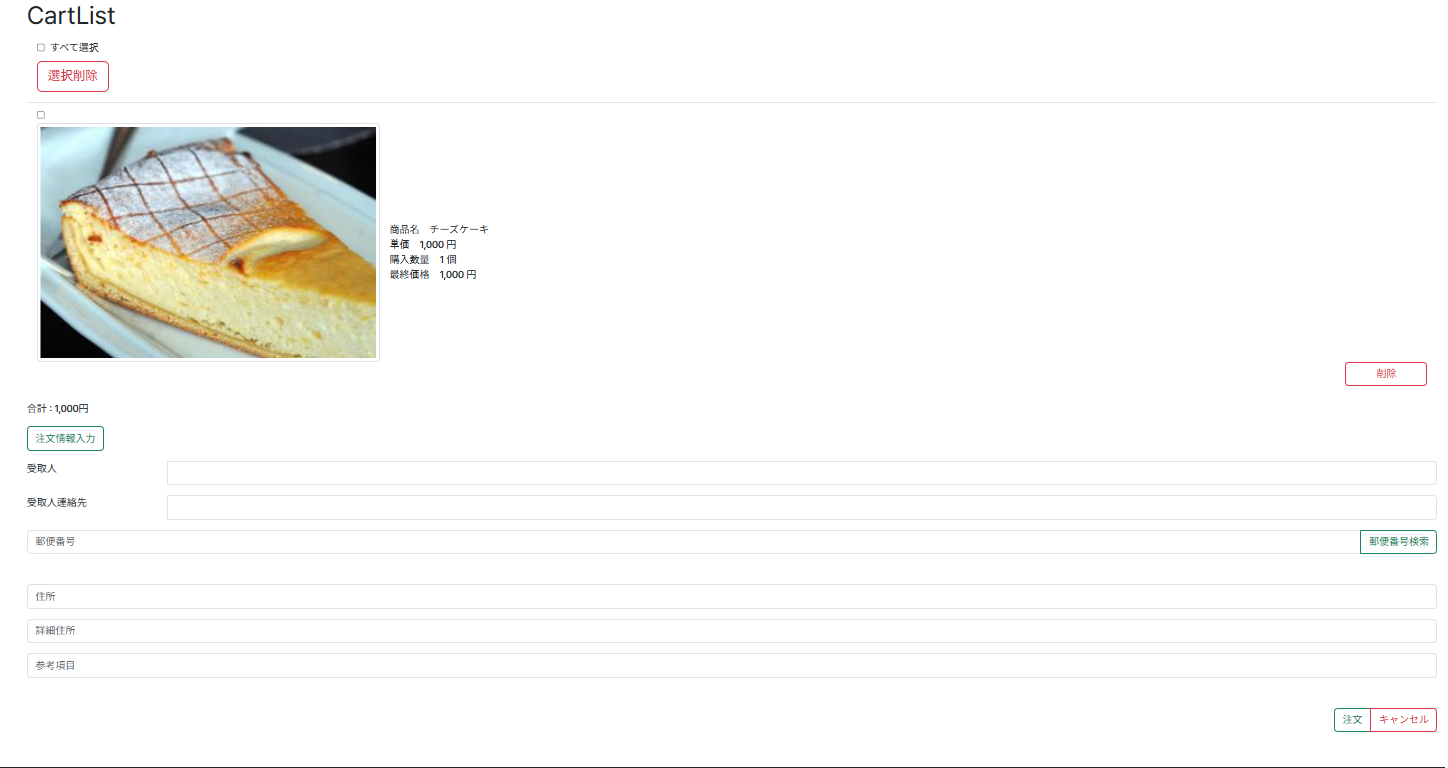 CartList
すべて選択
選択削除
商品名　チーズケーキ
単価　1,000 円
購入数量　1 個
最終価格　1,000 円
削除
合計 : 1,000円
注文情報入力
受取人
受取人連絡先
郵便番号 郵便番号検索
住所
詳細住所
参考項目
注文 キャンセル